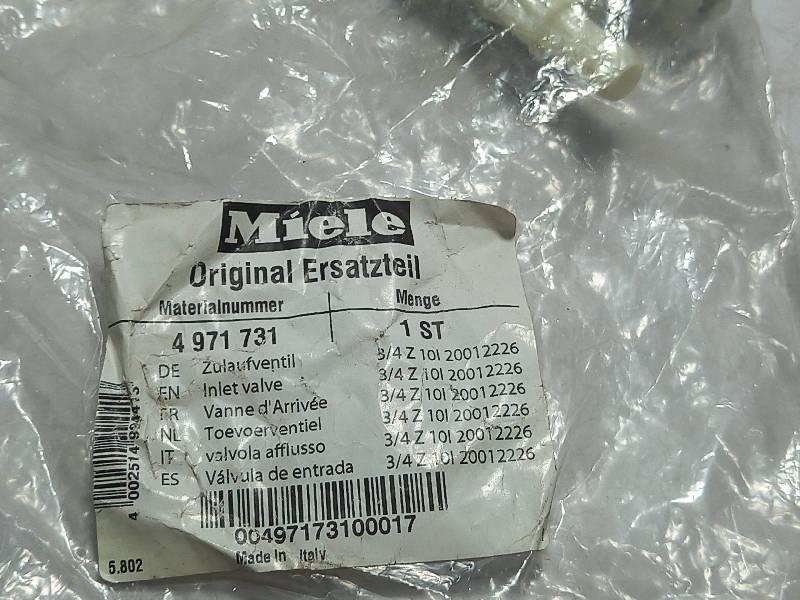 Miele
Original Ersatzteil
Materialnummer Menge
4 971 731 1 ST
DE Zulaufventil 3/4 Z 10l 20012226
EN Inlet valve 3/4 Z 10l 20012226
FR Vanne d'Arrivée 3/4 Z 10l 20012226
NL Toevoerventiel 3/4 Z 10l 20012226
IT valvola afflusso 3/4 Z 10l 20012226
ES Válvula de entrada 3/4 Z 10l 20012226
00497173100017
Made In Italy
5.802